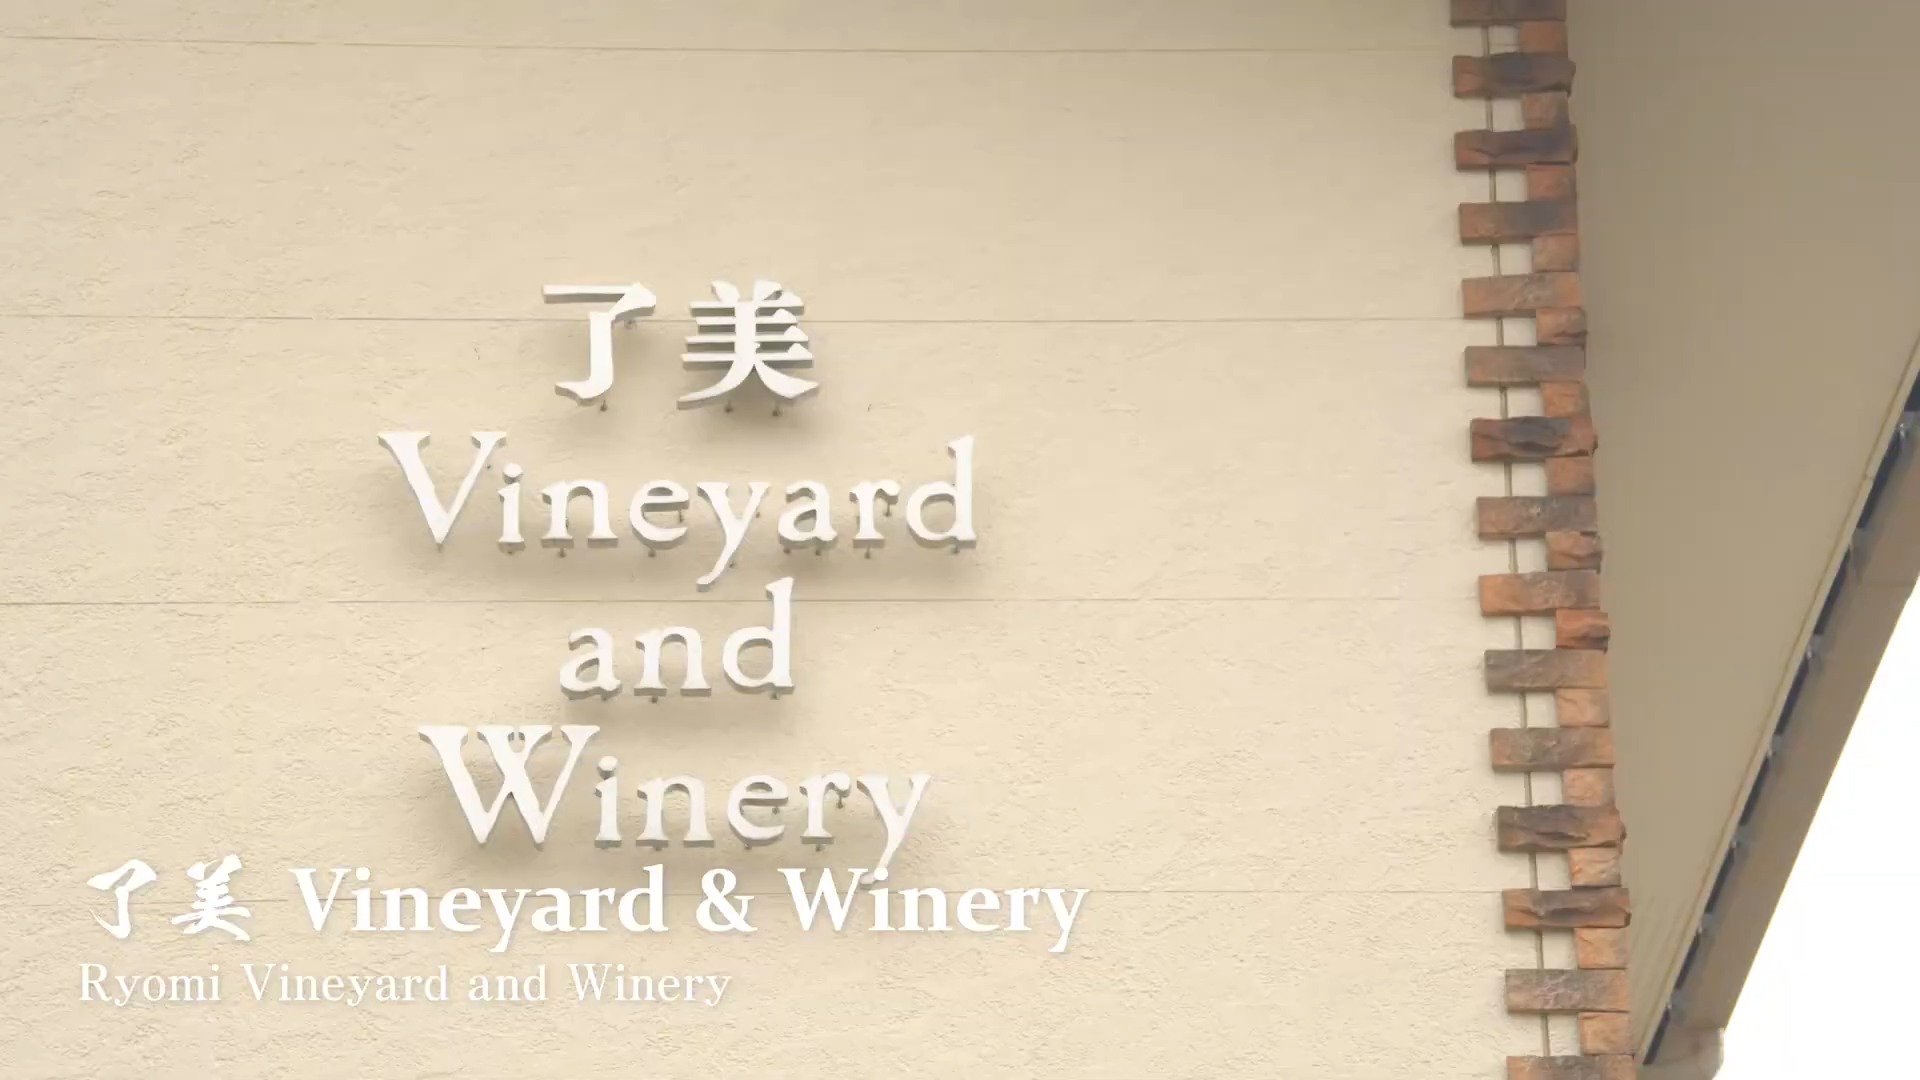 了美
Vineyard
and
Winery
了美 Vineyard & Winery
Ryomi Vineyard and Winery